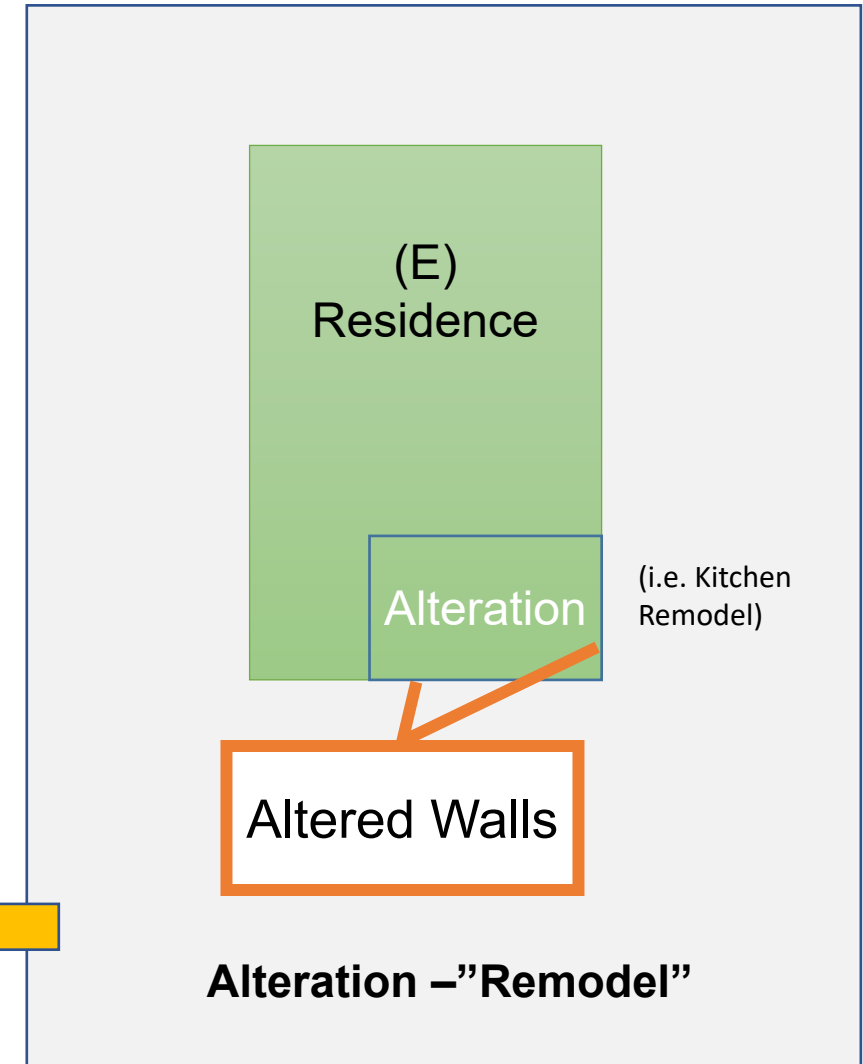 (E)
Residence
Alteration
(i.e. Kitchen
Remodel)
Altered Walls
Alteration –”Remodel”